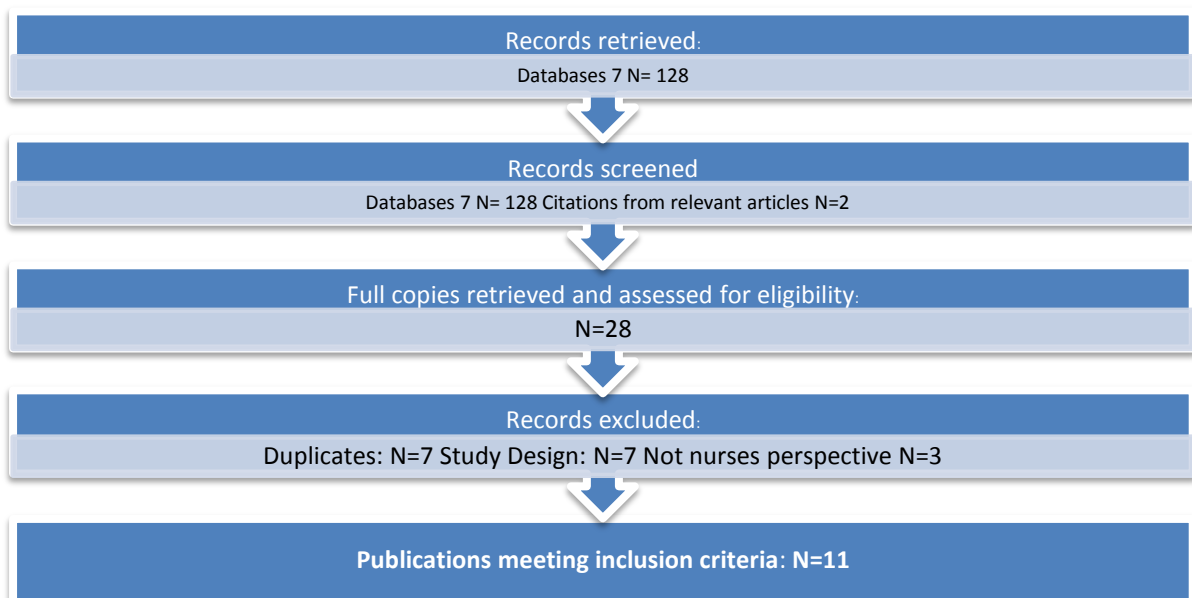 Records retrieved:
Databases 7 N= 128
Records screened
Databases 7 N= 128 Citations from relevant articles N=2
Full copies retrieved and assessed for eligibility:
N=28
Records excluded:
Duplicates: N=7 Study Design: N=7 Not nurses perspective N=3
Publications meeting inclusion criteria: N=11